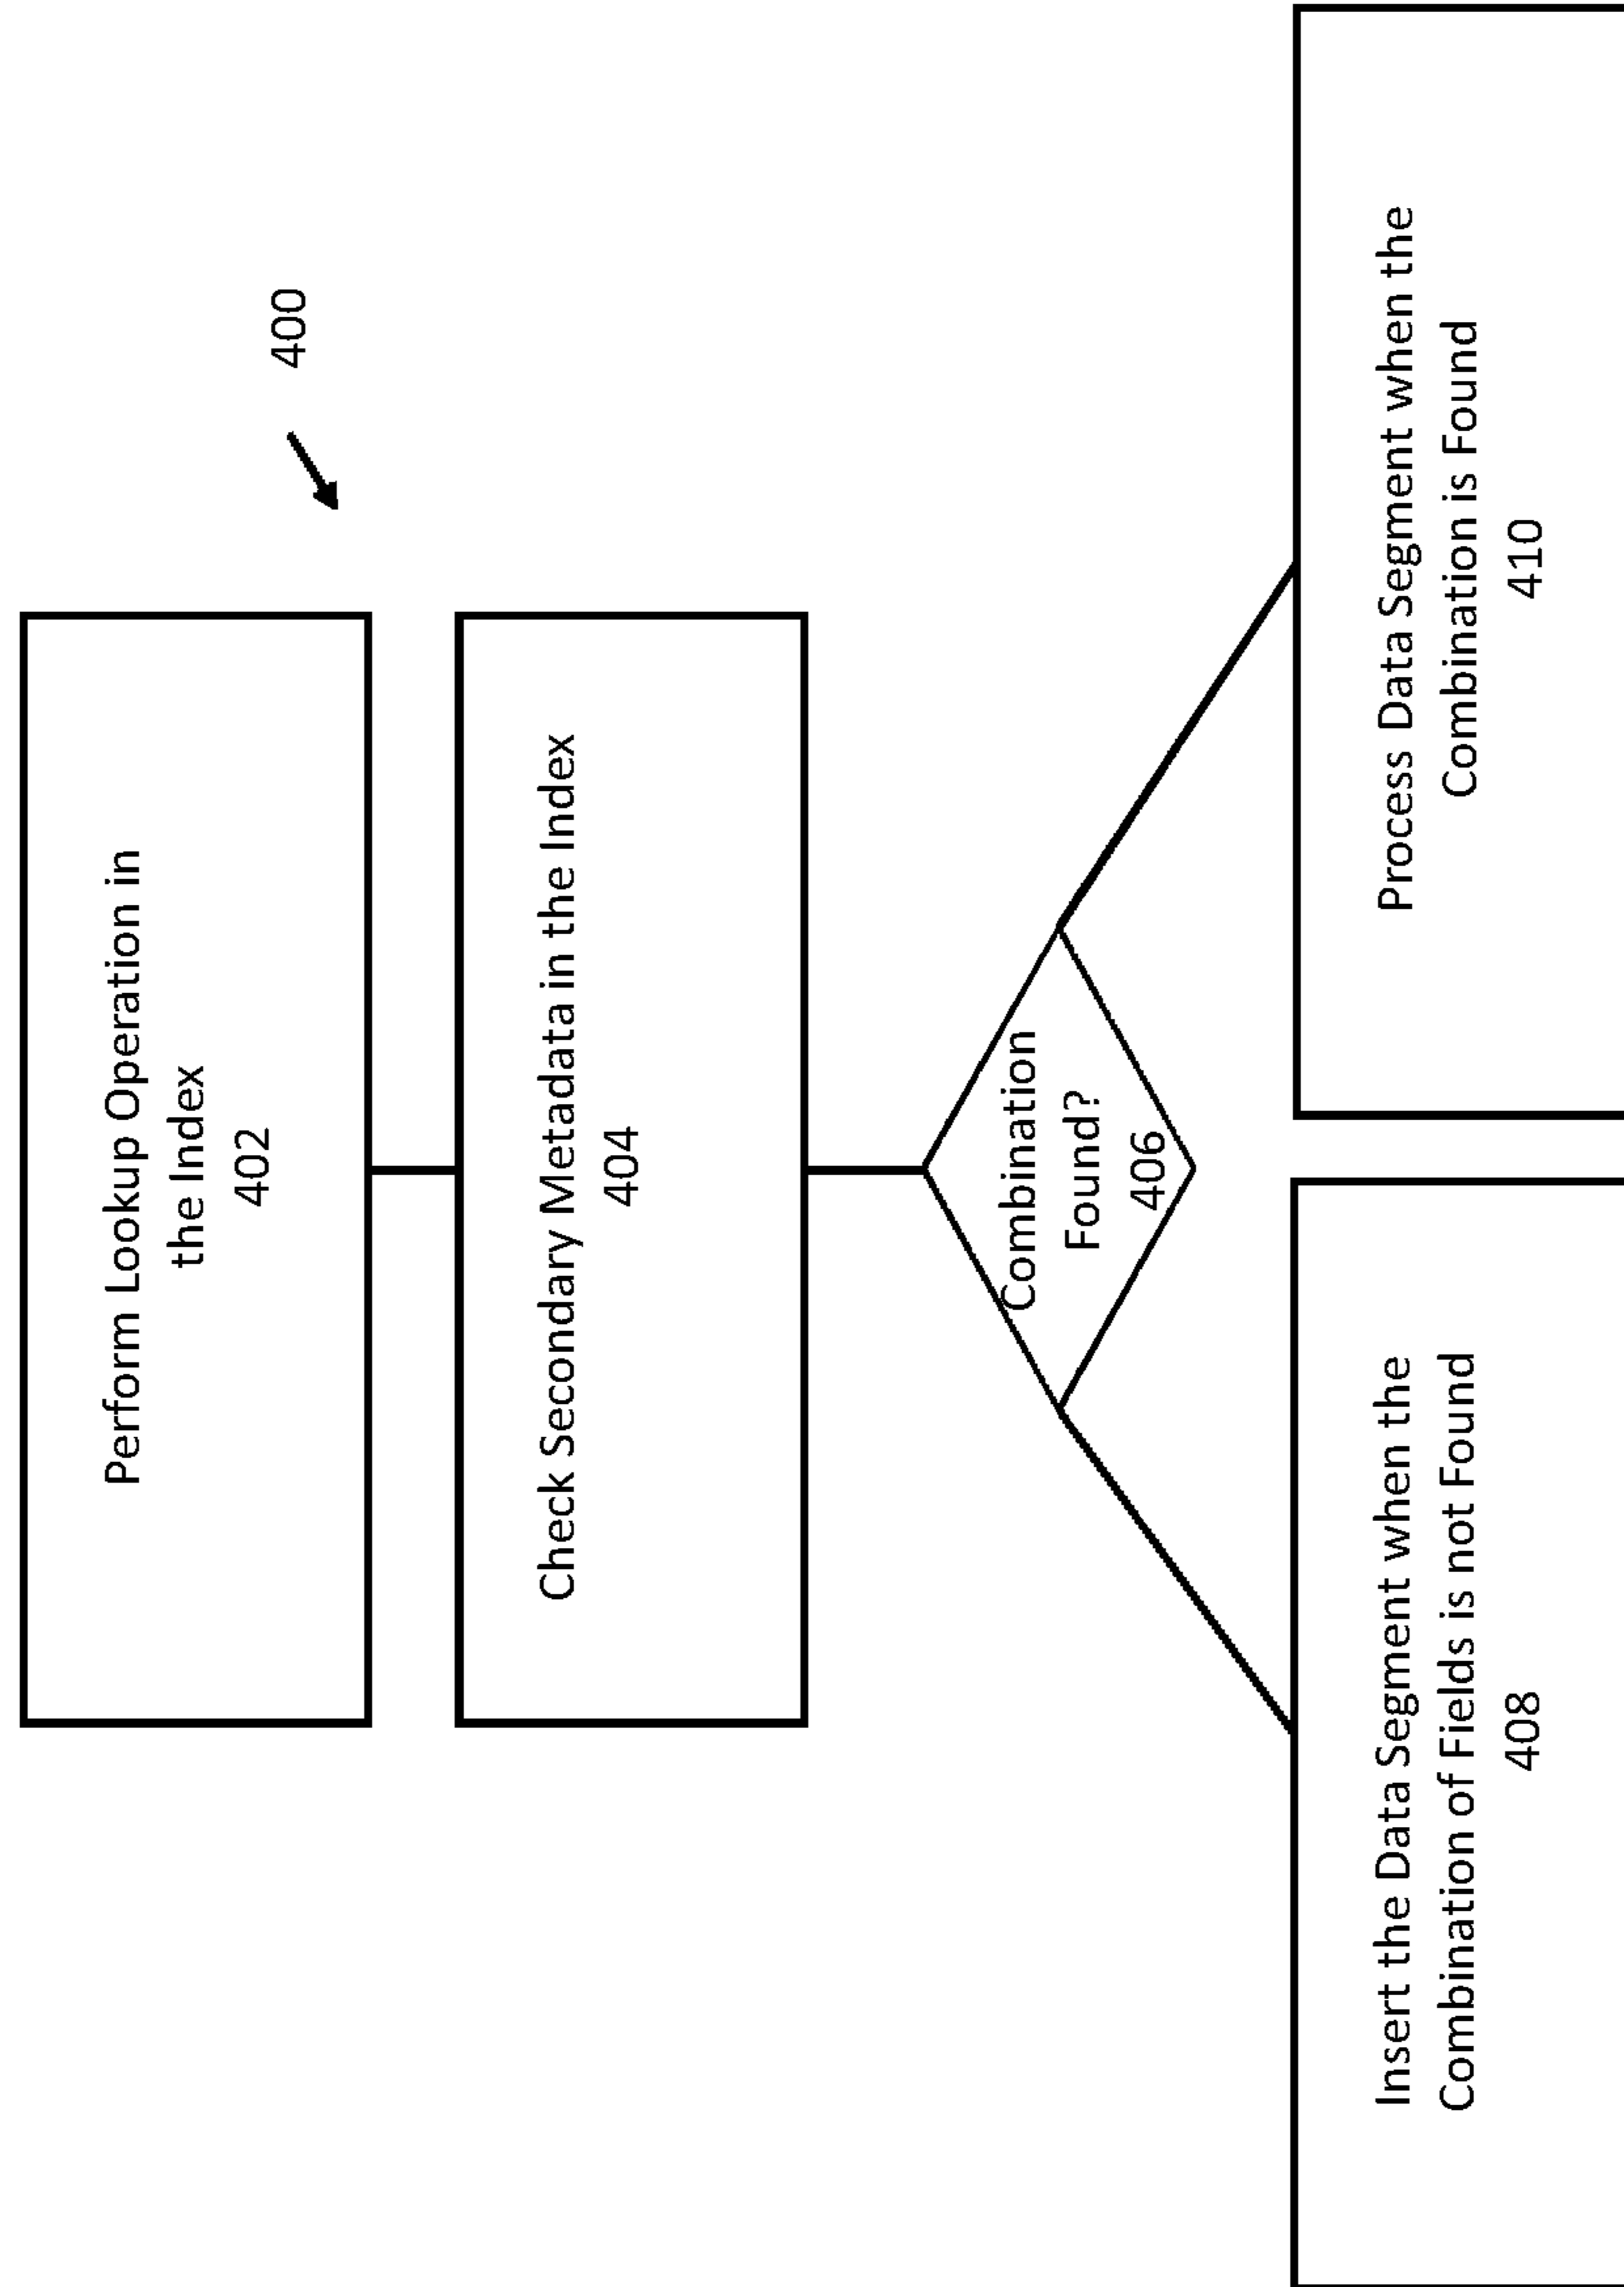 400
Perform Lookup Operation in
the Index
402
Check Secondary Metadata in the Index
404
Combination
Found?
406
Insert the Data Segment when the
Combination of Fields is not Found
408
Process Data Segment when the
Combination is Found
410